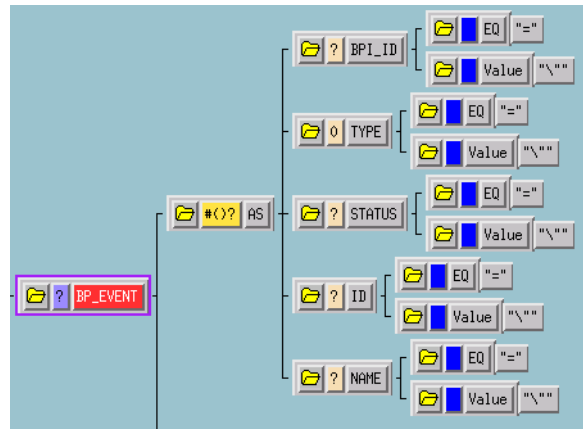 EQ "="
? BPI_ID
Value "\""
EQ "="
0 TYPE
Value "\""
EQ "="
#()? AS ? STATUS
Value "\""
EQ "="
? BP_EVENT ? ID
Value "\""
EQ "="
? NAME
Value "\""